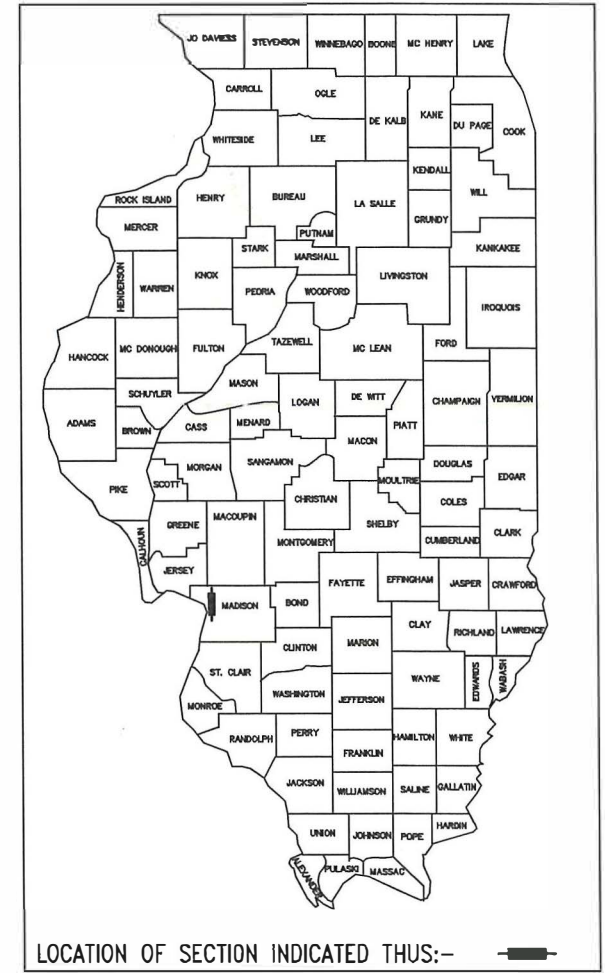 JO DAVIESS STEVENSON WINNEBAGO BOONE MC HENRY LAKE
CARROLL OGLE DE KALB KANE DU PAGE COOK
WHITESIDE LEE
KENDALL WILL
ROCK ISLAND HENRY BUREAU LA SALLE GRUNDY
MERCER PUTNAM
STARK MARSHALL KANKAKEE
HENDERSON WARREN KNOX PEORIA WOODFORD LIVINGSTON IROQUOIS
HANCOCK MC DONOUGH FULTON TAZEWELL MC LEAN FORD
SCHUYLER MASON LOGAN DE WITT CHAMPAIGN VERMILION
ADAMS BROWN CASS MENARD MACON PIATT
PIKE SCOTT MORGAN SANGAMON MOULTRIE DOUGLAS EDGAR
CHRISTIAN COLES
CALHOUN GREENE MACOUPIN MONTGOMERY SHELBY CUMBERLAND CLARK
JERSEY FAYETTE EFFINGHAM JASPER CRAWFORD
MADISON BOND
CLAY RICHLAND LAWRENCE
CLINTON MARION
ST. CLAIR WAYNE EDWARDS WABASH
MONROE WASHINGTON JEFFERSON
RANDOLPH PERRY HAMILTON WHITE
FRANKLIN
JACKSON WILLIAMSON SALINE GALLATIN
UNION JOHNSON POPE HARDIN
ALEXANDER PULASKI MASSAC
LOCATION OF SECTION INDICATED THUS:-